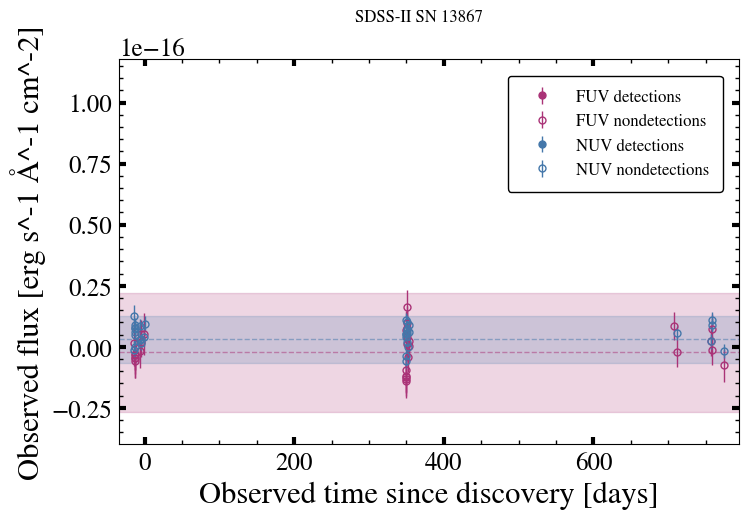 SDSS-II SN 13867
1e−16
FUV detections
FUV nondetections
NUV detections
NUV nondetections
1.00
0.75
0.50
0.25
0.00
−0.25
Observed flux [erg s^-1 Å^-1 cm^-2]
0 200 400 600
Observed time since discovery [days]